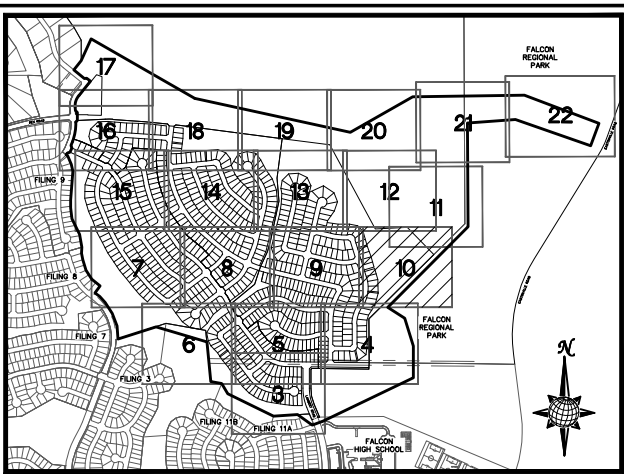 FALCON
REGIONAL
PARK
17
22
21
16
18
19
20
FILING 9
15
14
13
12
11
FILING 8
7
8
9
10
FALCON
REGIONAL
PARK
FILING 7
6
5
4
N
FILING 3
3
FILING 11B
FILING 11A
FALCON
HIGH SCHOOL